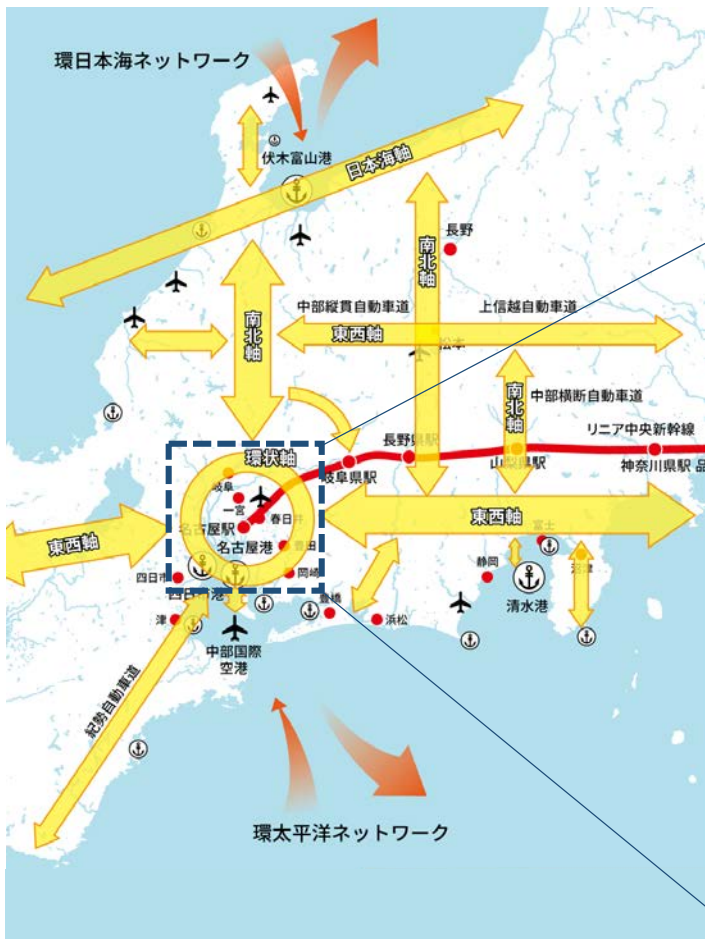 環日本海ネットワーク
伏木富山港
日本海軸
南北軸
長野
南北軸
中部縦貫自動車道
上信越自動車道
東西軸
松本
南北軸
中部横断自動車道
リニア中央新幹線
環状軸
長野県駅
岐阜県駅
山梨県駅
神奈川県駅 品
岐阜
一宮
春日井
名古屋駅
名古屋港
東西軸
東西軸
豊田
富士
四日市
四日市港
岡崎
静岡
沼津
清水港
津
豊橋
浜松
中部国際
空港
紀勢自動車道
環太平洋ネットワーク